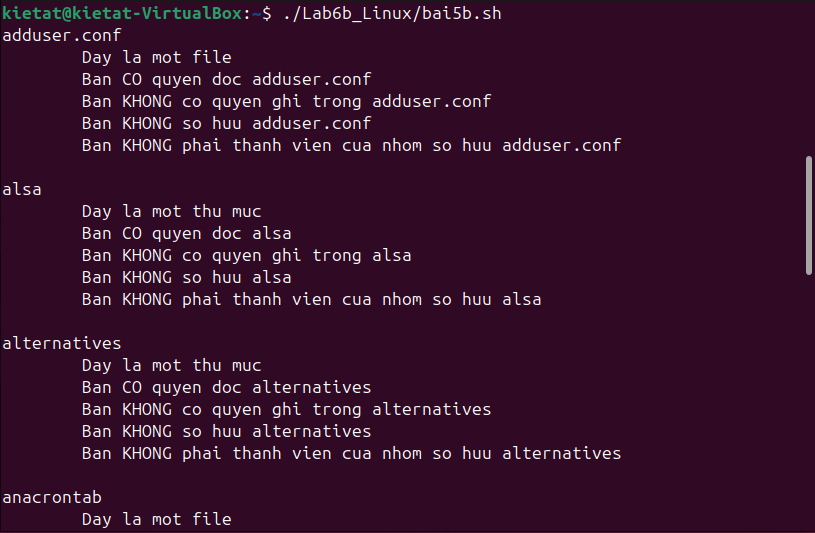 kietat@kietat-VirtualBox:~$ ./Lab6b_Linux/bai5b.sh
adduser.conf
Day la mot file
Ban CO quyen doc adduser.conf
Ban KHONG co quyen ghi trong adduser.conf
Ban KHONG so huu adduser.conf
Ban KHONG phai thanh vien cua nhom so huu adduser.conf
alsa
Day la mot thu muc
Ban CO quyen doc alsa
Ban KHONG co quyen ghi trong alsa
Ban KHONG so huu alsa
Ban KHONG phai thanh vien cua nhom so huu alsa
alternatives
Day la mot thu muc
Ban CO quyen doc alternatives
Ban KHONG co quyen ghi trong alternatives
Ban KHONG so huu alternatives
Ban KHONG phai thanh vien cua nhom so huu alternatives
anacrontab
Day la mot file